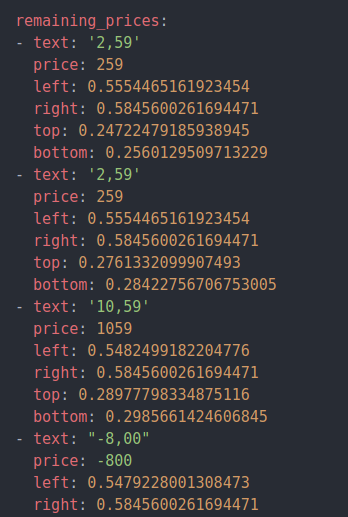 remaining_prices:
- text: '2,59'
  price: 259
  left: 0.5554465161923454
  right: 0.5845600261694471
  top: 0.24722479185938945
  bottom: 0.2560129509713229
- text: '2,59'
  price: 259
  left: 0.5554465161923454
  right: 0.5845600261694471
  top: 0.2761332099907493
  bottom: 0.28422756706753005
- text: '10,59'
  price: 1059
  left: 0.5482499182204776
  right: 0.5845600261694471
  top: 0.28977798334875116
  bottom: 0.2985661424606845
- text: "-8,00"
  price: -800
  left: 0.5479228001308473
  right: 0.5845600261694471